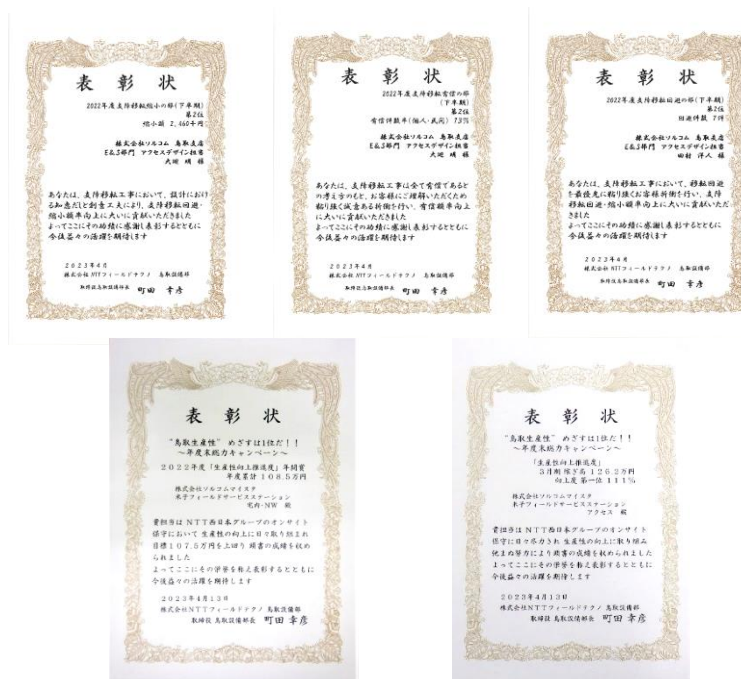 表彰状
2022年度支障移転縮小の部(下半期)
第2位
縮小額 2,460千円
株式会社ソルコム 鳥取支店
E&S部門 アクセスデザイン担当
大廻 明 様
あなたは、支障移転工事において、設計におけ
る知恵だしと創意工夫により、支障移転回避・
縮小額率向上に大いに貢献いただきました
よってここにその功績に感謝し表彰するとともに
今後益々の活躍を期待します
2023年4月
株式会社 NTTフィールドテクノ 鳥取設備部
取締役鳥取設備部長 町田 幸彦
表彰状
2022年度支障移転有償の部
(下半期)
第2位
有償件数率(個人・民間) 73%
株式会社ソルコム 鳥取支店
E&S部門 アクセスデザイン担当
大廻 明 様
あなたは、支障移転工事は全て有償であると
の考え方のもと、お客様にご理解いただくため
粘り強く誠意ある折衝を行い、有償額率向上
に大いに貢献いただきました
よってここにその功績に感謝し表彰するとともに
今後益々の活躍を期待します
2023年4月
株式会社 NTTフィールドテクノ 鳥取設備部
取締役鳥取設備部長 町田 幸彦
表彰状
2022年度支障移転回避の部(下半期)
第2位
回避件数 7件
株式会社ソルコム 鳥取支店
E&S部門 アクセスデザイン担当
田村 洋人 様
あなたは、支障移転工事において、移転回避
を最優先に粘り強くお客様折衝を行い、支障
移転回避・縮小額率向上に大いに貢献いただ
きました
よってここにその功績に感謝し表彰するとともに
今後益々の活躍を期待します
2023年4月
株式会社 NTTフィールドテクノ 鳥取設備部
取締役鳥取設備部長 町田 幸彦
表彰状
"鳥取生産性" めざすは1位だ!!
~年度末総力キャンペーン~
2022年度「生産性向上推進度」年間賞
年度累計 108.5万円
株式会社ソルコムマイスタ
米子フィールドサービスステーション
宅内・NW 殿
貴担当はNTT西日本グループのオンサイト
保守において 生産性の向上に日々取り組まれ
目標107.5万円を上回り 頭書の成績を収め
られました
よってここにその栄誉を称え表彰するとともに
今後益々の活躍を期待します
2023年4月13日
株式会社NTTフィールドテクノ 鳥取設備部
取締役 鳥取設備部長 町田 幸彦
表彰状
"鳥取生産性" めざすは1位だ!!
~年度末総力キャンペーン~
「生産性向上推進度」
3月期 稼ぎ高 126.2万円
向上度 第一位 111%
株式会社ソルコムマイスタ
米子フィールドサービスステーション
アクセス 殿
貴担当はNTT西日本グループのオンサイト
保守に日々尽力され 生産性の向上に取り組み
弛まぬ努力により頭書の成績を収められました
よってここにその栄誉を称え表彰するとともに
今後益々の活躍を期待します
2023年4月13日
株式会社NTTフィールドテクノ 鳥取設備部
取締役 鳥取設備部長 町田 幸彦